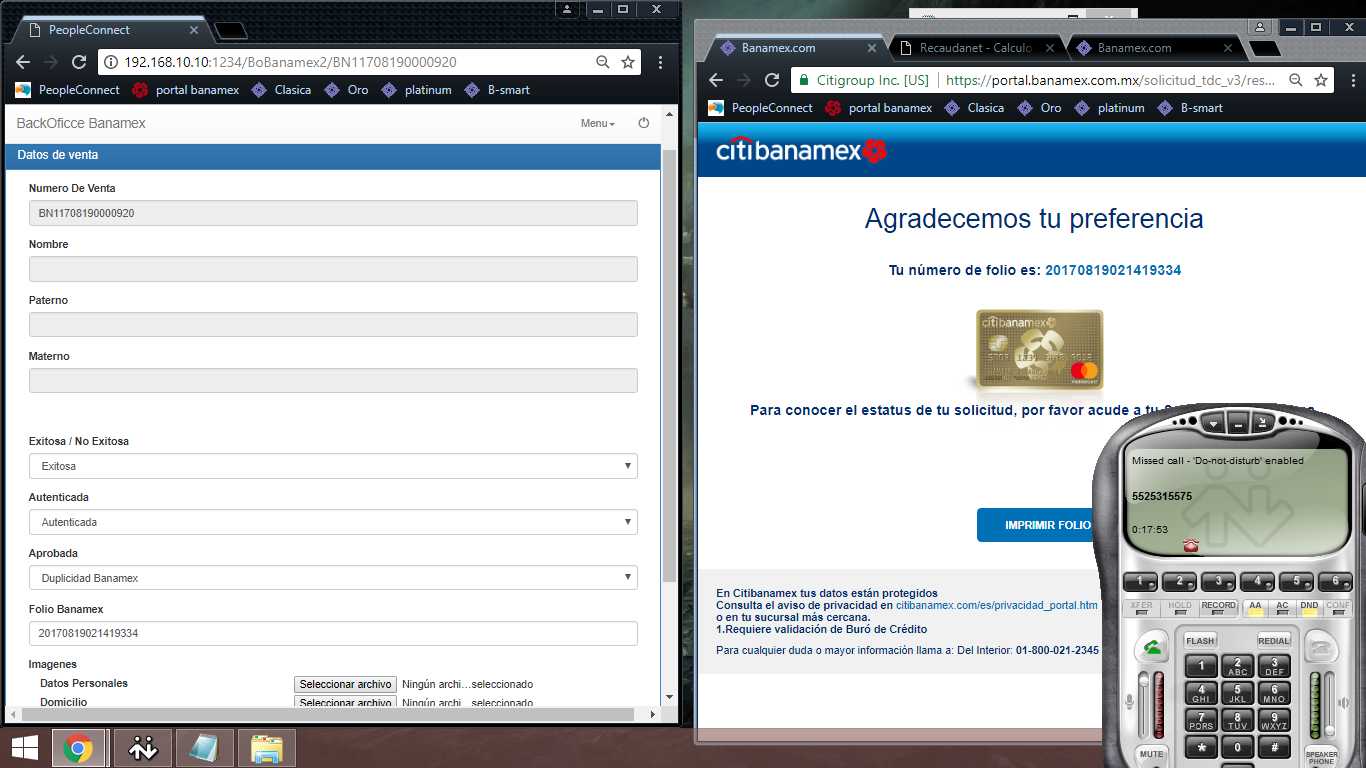 PeopleConnect
192.168.10.10:1234/BoBanamex2/BN11708190000920
PeopleConnect
portal banamex
Clasica
Oro
platinum
B-smart
BackOficce Banamex
Menu
Datos de venta
Numero De Venta
BN11708190000920
Nombre
Paterno
Materno
Exitosa / No Exitosa
Exitosa
Autenticada
Autenticada
Aprobada
Duplicidad Banamex
Folio Banamex
20170819021419334
Imagenes
Datos Personales
Seleccionar archivo
Ningún archi...seleccionado
Domicilio
Seleccionar archivo
Ningún archi...seleccionado
Banamex.com
Recaudanet - Calculo
Banamex.com
Citigroup Inc. [US]
https://portal.banamex.com.mx/solicitud_tdc_v3/res...
PeopleConnect
portal banamex
Clasica
Oro
platinum
B-smart
citibanamex
Agradecemos tu preferencia
Tu número de folio es: 20170819021419334
citibanamex
mastercard
Para conocer el estatus de tu solicitud, por favor acude a tu
IMPRIMIR FOLIO
En Citibanamex tus datos están protegidos
Consulta el aviso de privacidad en citibanamex.com/es/privacidad_portal.htm
o en tu sucursal más cercana.
1.Requiere validación de Buró de Crédito
Para cualquier duda o mayor información llama a: Del Interior: 01-800-021-2345
Missed call - 'Do-not-disturb' enabled
5525315575
0:17:53
1 2 3 4 5 6
XFER HOLD RECORD AA AC DND CONF
FLASH REDIAL
1 2 ABC 3 DEF
4 GHI 5 JKL 6 MNO
7 PQRS 8 TUV 9 WXYZ
* 0 #
MUTE
SPEAKER PHONE